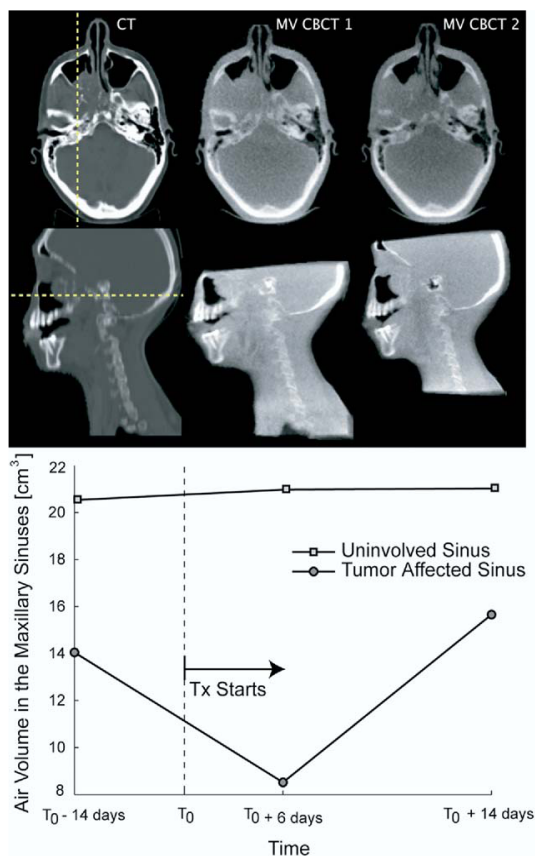 CT MV CBCT 1 MV CBCT 2
Air Volume in the Maxillary Sinuses [cm³]
22
20
18
16
14
12
10
8
Uninvolved Sinus
Tumor Affected Sinus
Tx Starts
T₀ - 14 days T₀ T₀ + 6 days T₀ + 14 days
Time